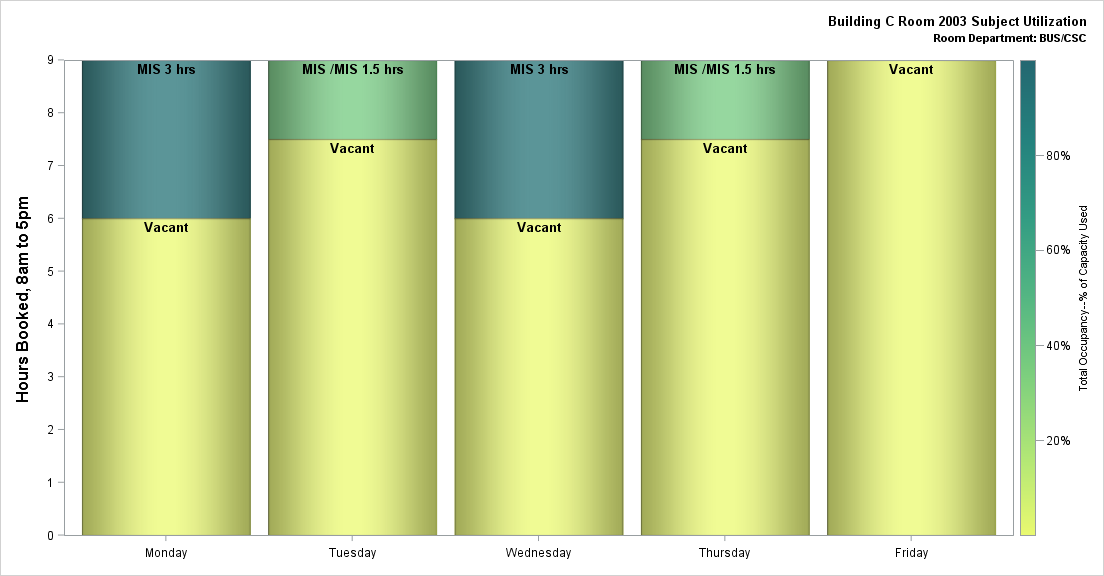 Building C Room 2003 Subject Utilization
Room Department: BUS/CSC
Hours Booked, 8am to 5pm
9
8
7
6
5
4
3
2
1
0
MIS 3 hrs
Vacant
MIS /MIS 1.5 hrs
Vacant
MIS 3 hrs
Vacant
MIS /MIS 1.5 hrs
Vacant
Vacant
Monday
Tuesday
Wednesday
Thursday
Friday
80%
60%
40%
20%
Total Occupancy--% of Capacity Used